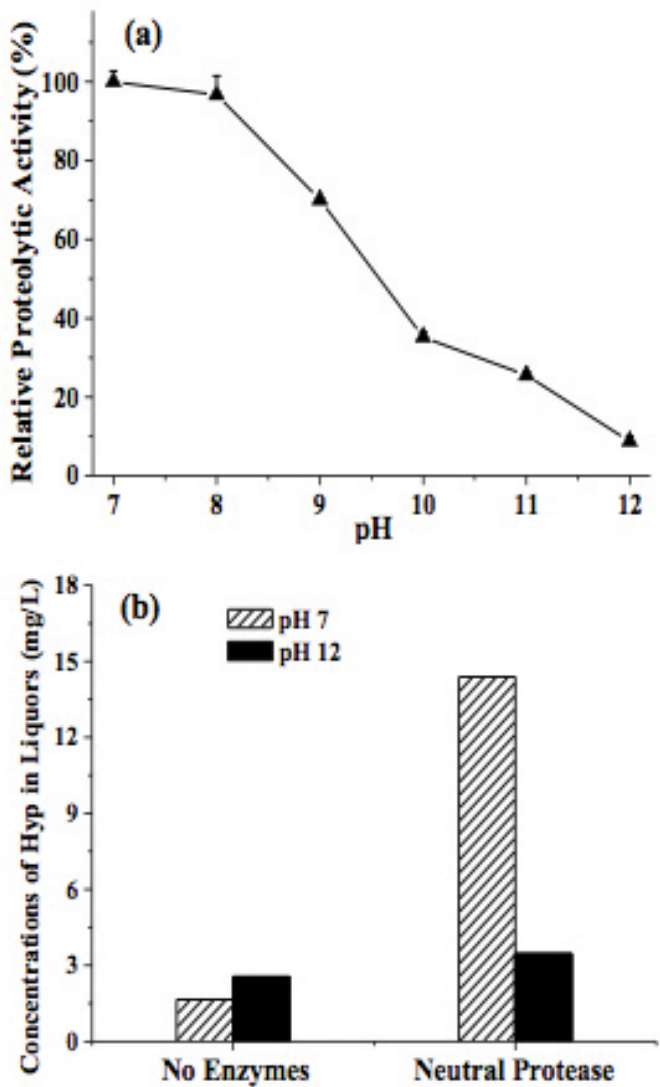 (a)
Relative Proteolytic Activity (%)
100
80
60
40
20
0
7 8 9 10 11 12
pH
(b)
pH 7
pH 12
Concentrations of Hyp in Liquors (mg/L)
18
15
12
9
6
3
0
No Enzymes Neutral Protease